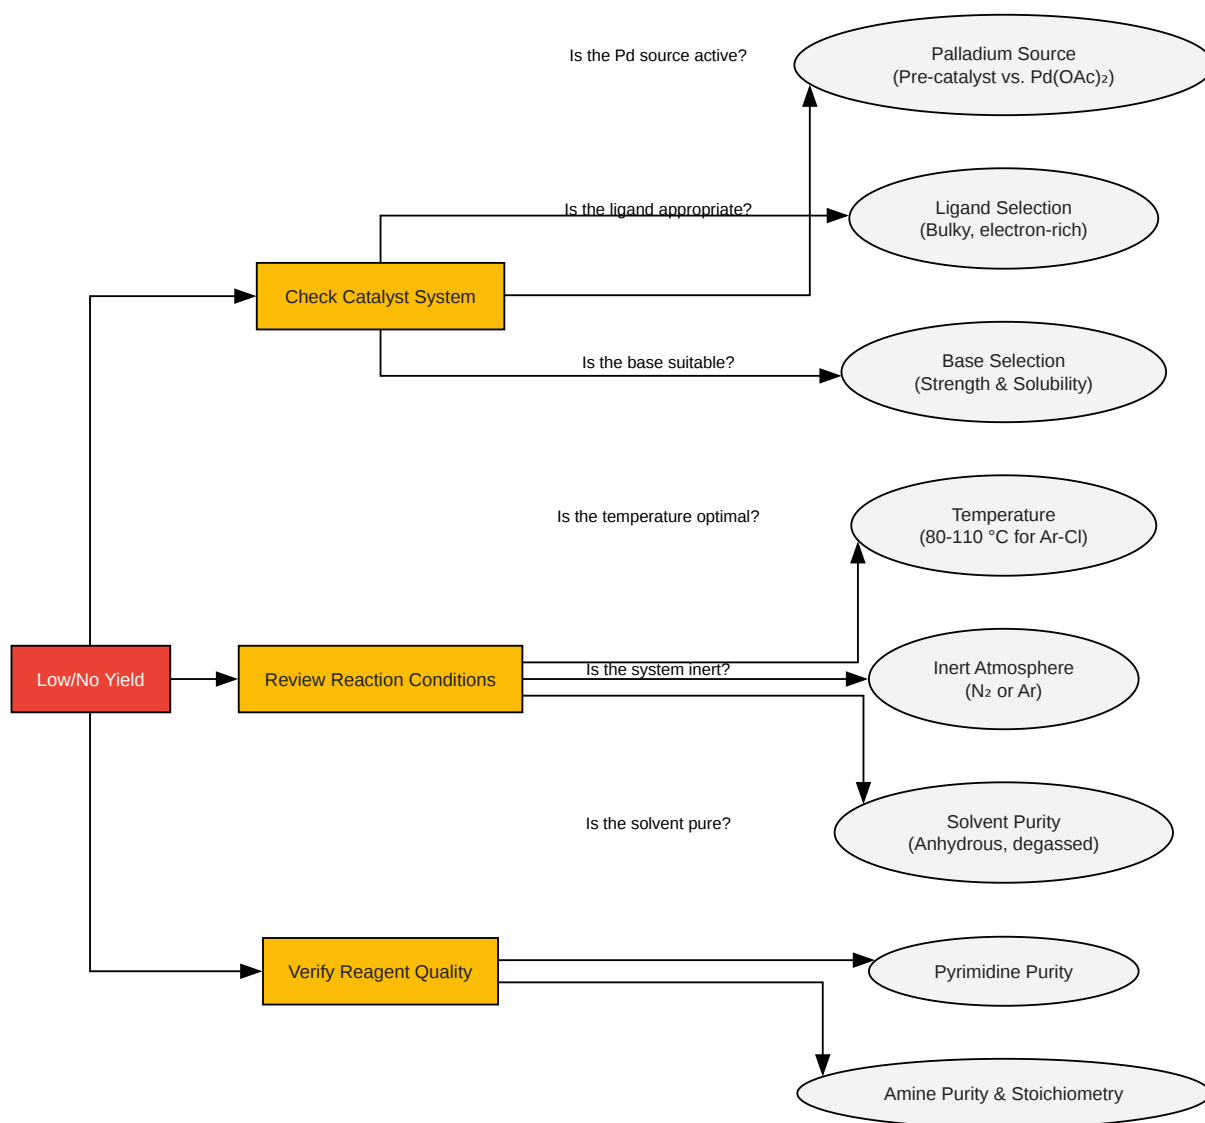 Is the Pd source active?
Palladium Source
(Pre-catalyst vs. Pd(OAc)₂)
Is the ligand appropriate?
Ligand Selection
(Bulky, electron-rich)
Check Catalyst System
Is the base suitable?
Base Selection
(Strength & Solubility)
Is the temperature optimal?
Temperature
(80-110 °C for Ar-Cl)
Low/No Yield
Review Reaction Conditions
Is the system inert?
Inert Atmosphere
(N₂ or Ar)
Is the solvent pure?
Solvent Purity
(Anhydrous, degassed)
Verify Reagent Quality
Pyrimidine Purity
Amine Purity & Stoichiometry